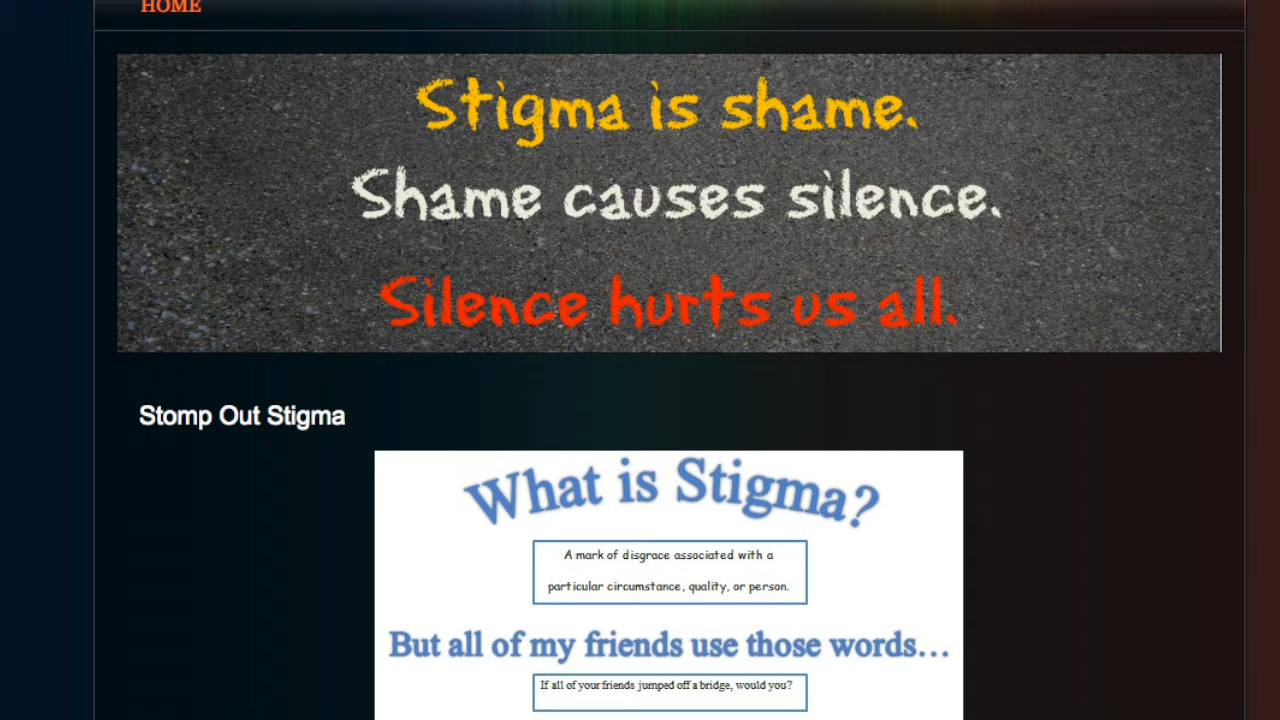 HOME
Stigma is shame.
Shame causes silence.
Silence hurts us all.
Stomp Out Stigma
What is Stigma?
A mark of disgrace associated with a
particular circumstance, quality, or person.
But all of my friends use those words...
If all of your friends jumped off a bridge, would you?